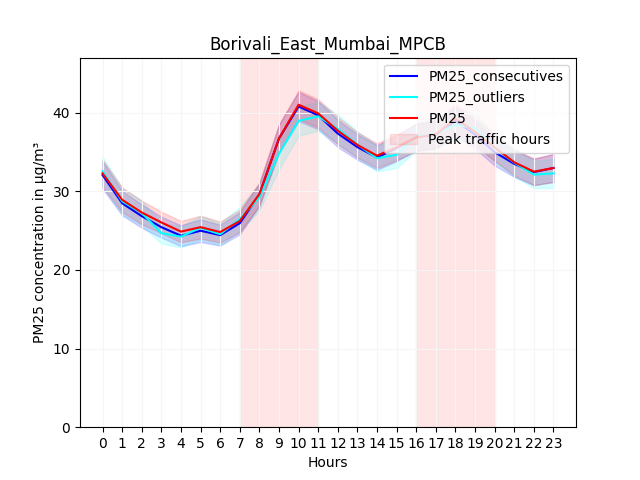 Borivali_East_Mumbai_MPCB
PM25_consecutives
PM25_outliers
PM25
Peak traffic hours
PM25 concentration in µg/m³
40
30
20
10
0
0 1 2 3 4 5 6 7 8 9 10 11 12 13 14 15 16 17 18 19 20 21 22 23
Hours